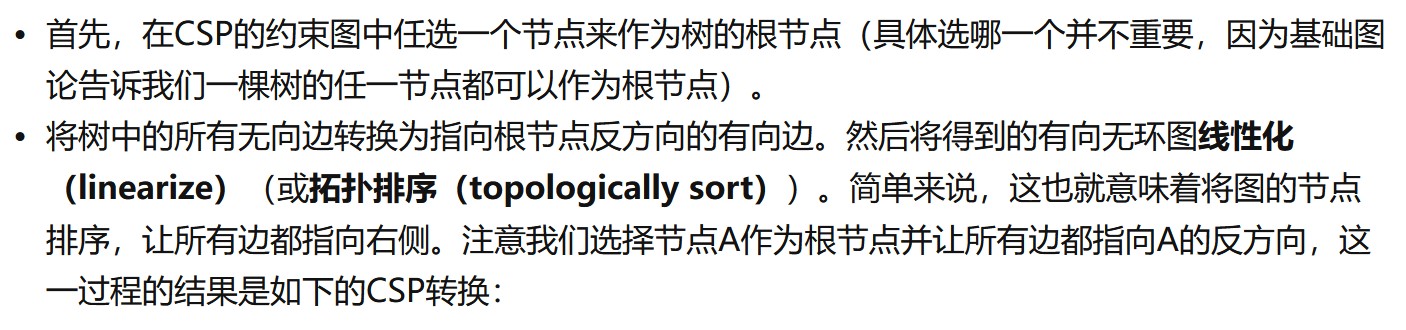 • 首先，在CSP的约束图中任选一个节点来作为树的根节点（具体选哪一个并不重要，因为基础图
论告诉我们一棵树的任一节点都可以作为根节点）。
• 将树中的所有无向边转换为指向根节点反方向的有向边。然后将得到的有向无环图线性化
（linearize）（或拓扑排序（topologically sort））。简单来说，这也就意味着将图的节点
排序，让所有边都指向右侧。注意我们选择节点A作为根节点并让所有边都指向A的反方向，这
一过程的结果是如下的CSP转换：